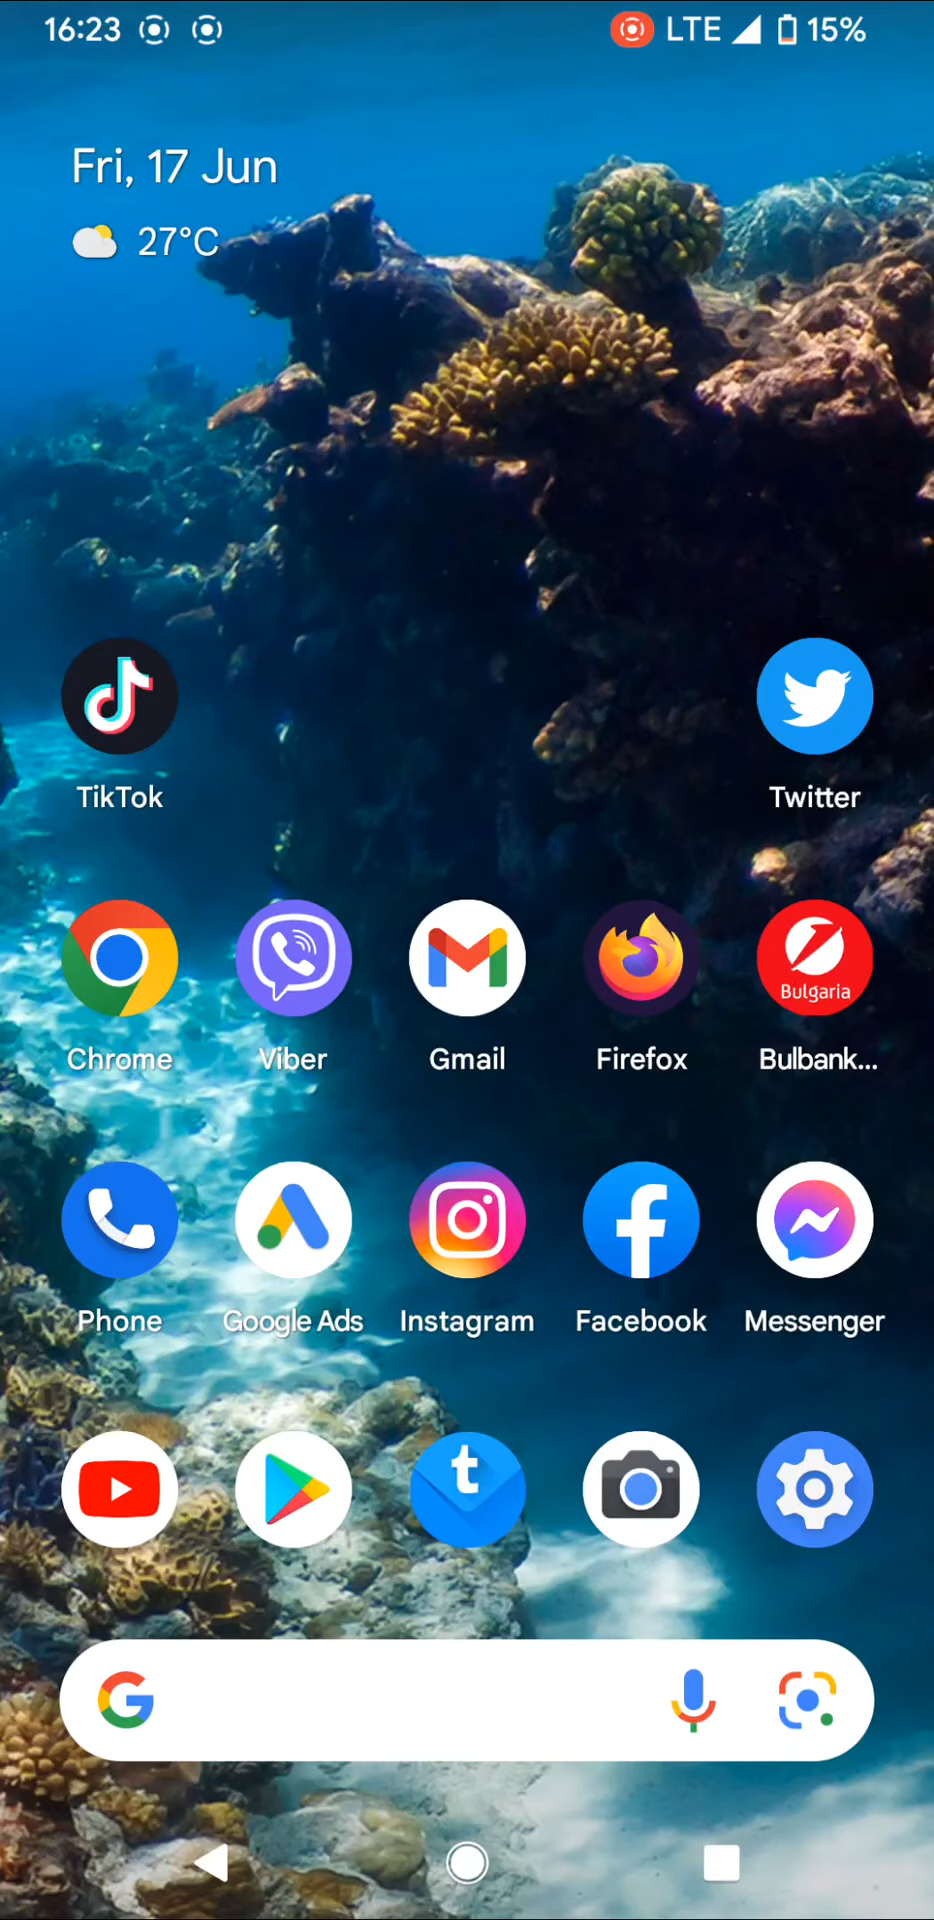 16:23 LTE 15%
Fri, 17 Jun
27°C
TikTok Twitter
Bulgaria
Chrome Viber Gmail Firefox Bulbank...
Phone Google Ads Instagram Facebook Messenger
t